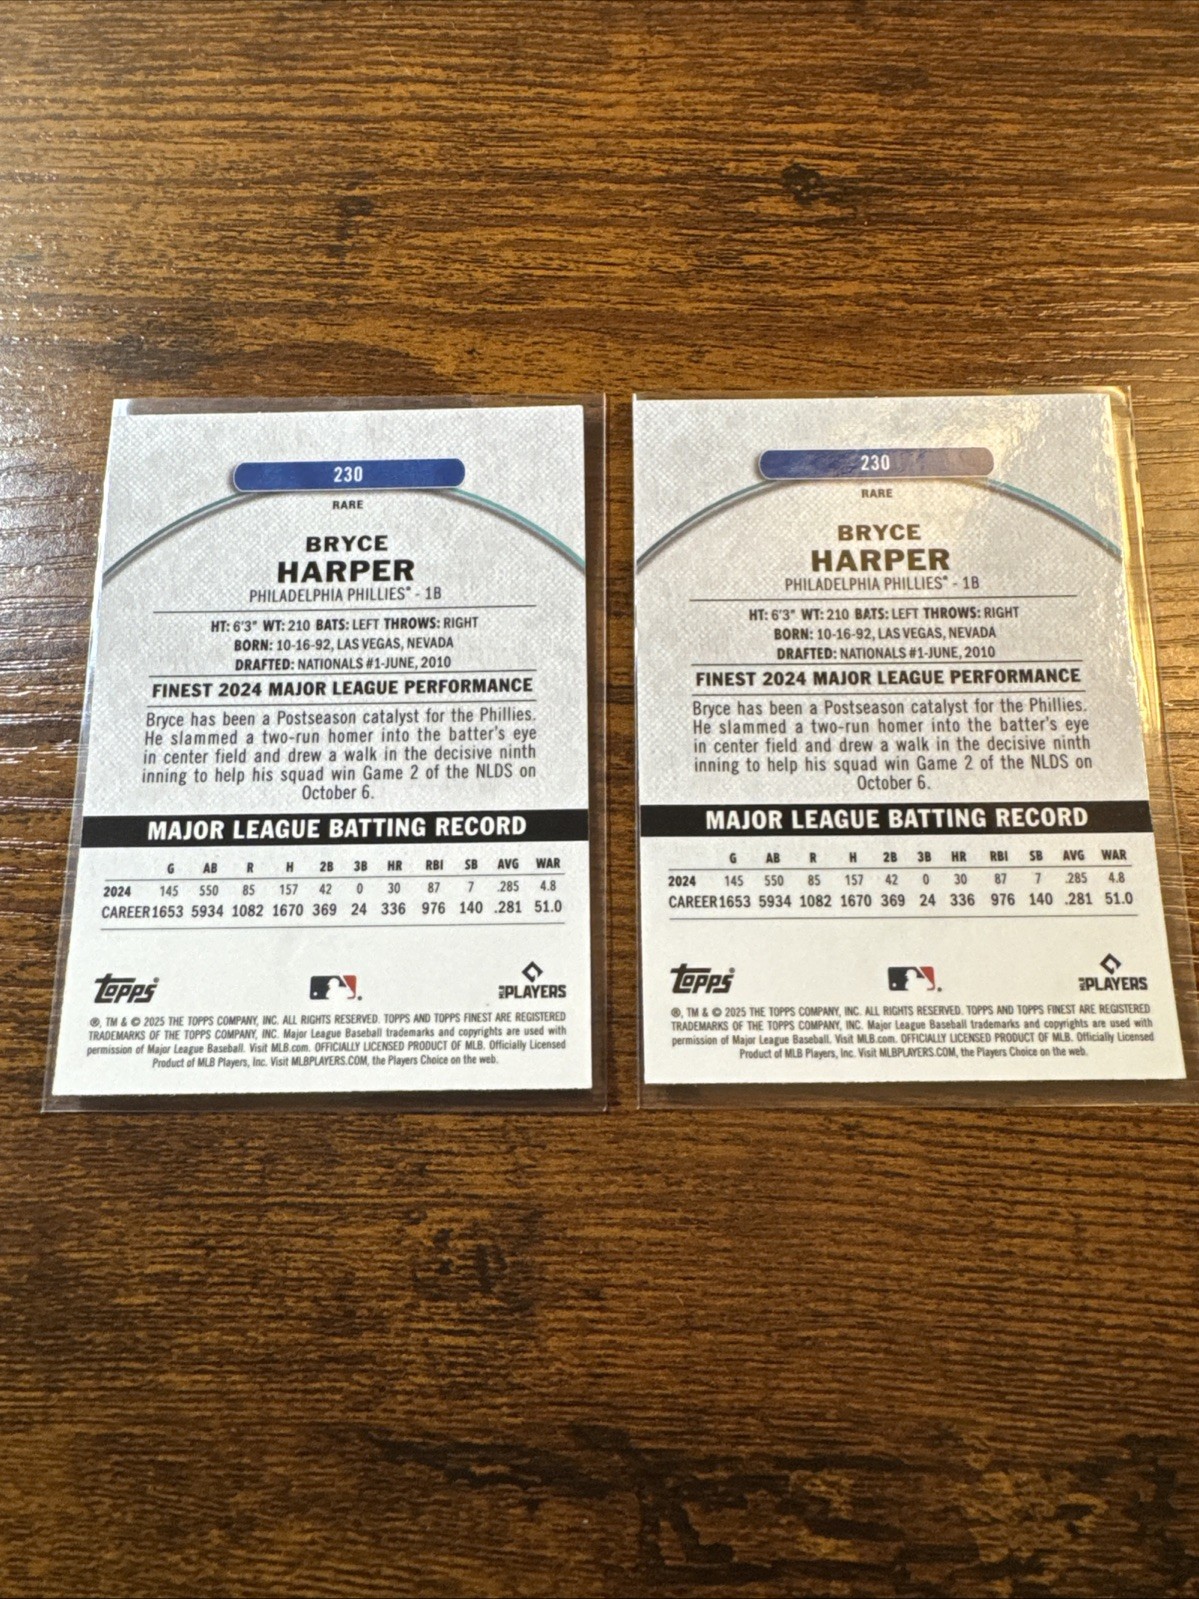 230
RARE
BRYCE
HARPER
PHILADELPHIA PHILLIES® - 1B
HT: 6'3" WT: 210 BATS: LEFT THROWS: RIGHT
BORN: 10-16-92, LAS VEGAS, NEVADA
DRAFTED: NATIONALS #1-JUNE, 2010
FINEST 2024 MAJOR LEAGUE PERFORMANCE
Bryce has been a Postseason catalyst for the Phillies.
He slammed a two-run homer into the batter's eye
in center field and drew a walk in the decisive ninth
inning to help his squad win Game 2 of the NLDS on
October 6.
MAJOR LEAGUE BATTING RECORD
G AB R H 2B 3B HR RBI SB AVG WAR
2024 145 550 85 157 42 0 30 87 7 .285 4.8
CAREER 1653 5934 1082 1670 369 24 336 976 140 .281 51.0
Topps® ® MLB PLAYERS
®, TM & © 2025 THE TOPPS COMPANY, INC. ALL RIGHTS RESERVED. TOPPS AND TOPPS FINEST ARE REGISTERED
TRADEMARKS OF THE TOPPS COMPANY, INC. Major League Baseball trademarks and copyrights are used with
permission of Major League Baseball. Visit MLB.com. OFFICIALLY LICENSED PRODUCT OF MLB. Officially Licensed
Product of MLB Players, Inc. Visit MLBPLAYERS.COM, the Players Choice on the web.
230
RARE
BRYCE
HARPER
PHILADELPHIA PHILLIES® - 1B
HT: 6'3" WT: 210 BATS: LEFT THROWS: RIGHT
BORN: 10-16-92, LAS VEGAS, NEVADA
DRAFTED: NATIONALS #1-JUNE, 2010
FINEST 2024 MAJOR LEAGUE PERFORMANCE
Bryce has been a Postseason catalyst for the Phillies.
He slammed a two-run homer into the batter's eye
in center field and drew a walk in the decisive ninth
inning to help his squad win Game 2 of the NLDS on
October 6.
MAJOR LEAGUE BATTING RECORD
G AB R H 2B 3B HR RBI SB AVG WAR
2024 145 550 85 157 42 0 30 87 7 .285 4.8
CAREER 1653 5934 1082 1670 369 24 336 976 140 .281 51.0
Topps® ® MLB PLAYERS
®, TM & © 2025 THE TOPPS COMPANY, INC. ALL RIGHTS RESERVED. TOPPS AND TOPPS FINEST ARE REGISTERED
TRADEMARKS OF THE TOPPS COMPANY, INC. Major League Baseball trademarks and copyrights are used with
permission of Major League Baseball. Visit MLB.com. OFFICIALLY LICENSED PRODUCT OF MLB. Officially Licensed
Product of MLB Players, Inc. Visit MLBPLAYERS.COM, the Players Choice on the web.